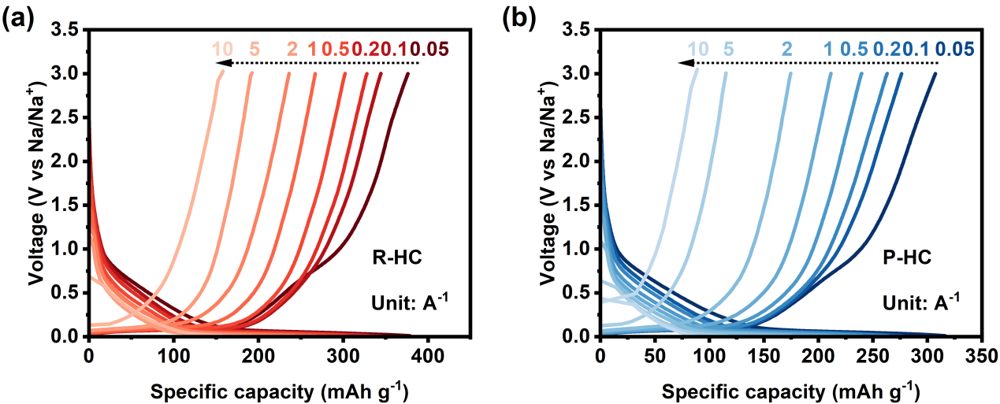 (a)
3.5
3.0
2.5
2.0
1.5
1.0
0.5
0.0
Voltage (V vs Na/Na⁺)
10 5 2 1 0.5 0.2 0.1 0.05
R-HC
Unit: A⁻¹
0 100 200 300 400
Specific capacity (mAh g⁻¹)
(b)
3.5
3.0
2.5
2.0
1.5
1.0
0.5
0.0
Voltage (V vs Na/Na⁺)
10 5 2 1 0.5 0.2 0.1 0.05
P-HC
Unit: A⁻¹
0 50 100 150 200 250 300 350
Specific capacity (mAh g⁻¹)